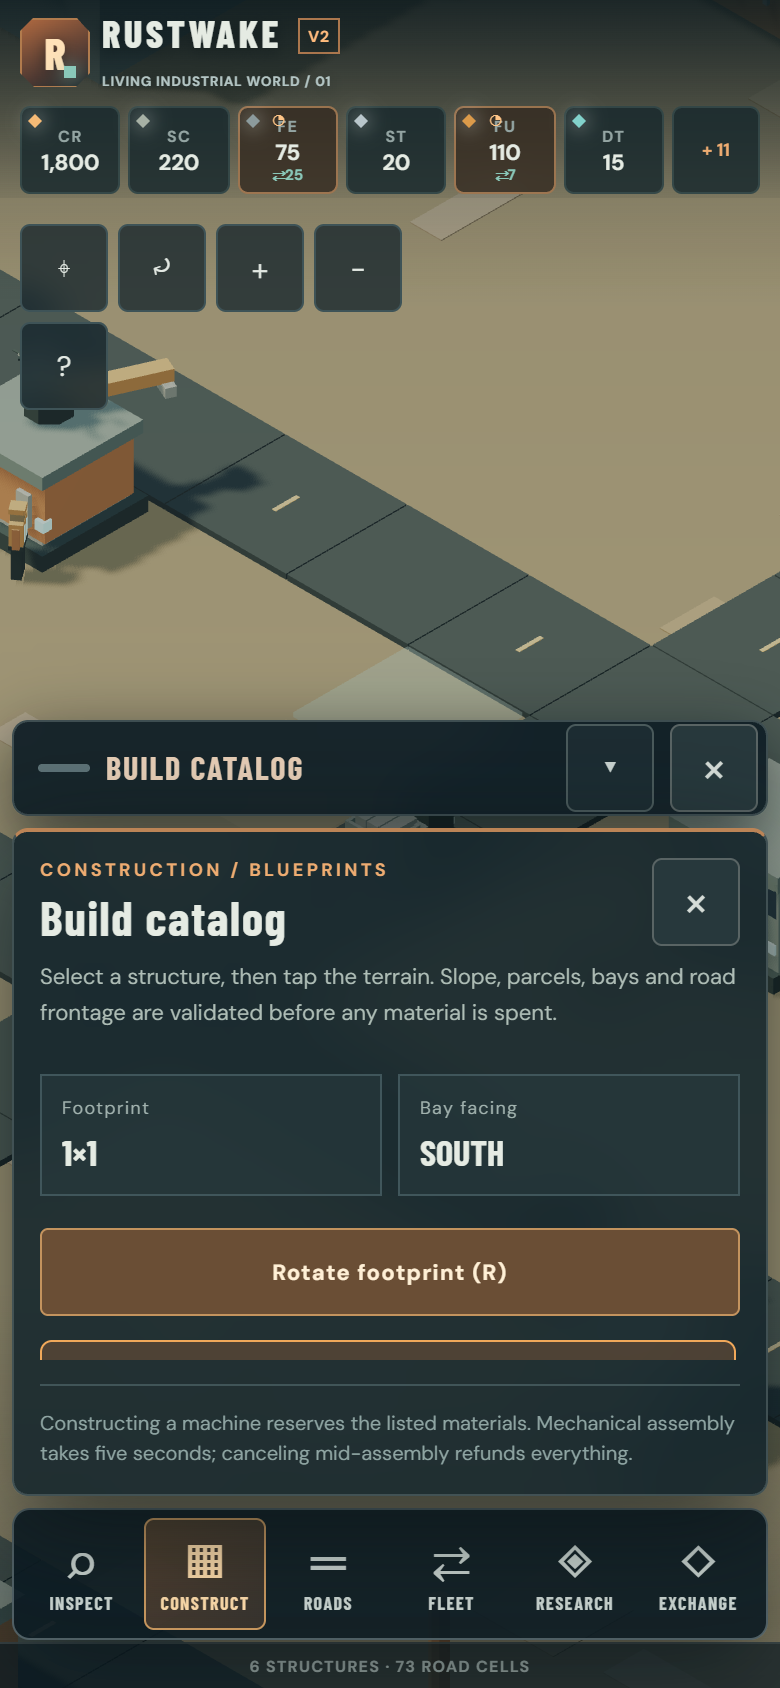 R
RUSTWAKE V2
LIVING INDUSTRIAL WORLD / 01
CR
1,800
SC
220
FE
75
⇄25
ST
20
FU
110
⇄7
DT
15
+ 11
+
−
?
BUILD CATALOG
▼
×
CONSTRUCTION / BLUEPRINTS
×
Build catalog
Select a structure, then tap the terrain. Slope, parcels, bays and road
frontage are validated before any material is spent.
Footprint
1×1
Bay facing
SOUTH
Rotate footprint (R)
Constructing a machine reserves the listed materials. Mechanical assembly
takes five seconds; canceling mid-assembly refunds everything.
INSPECT
CONSTRUCT
ROADS
FLEET
RESEARCH
EXCHANGE
6 STRUCTURES · 73 ROAD CELLS